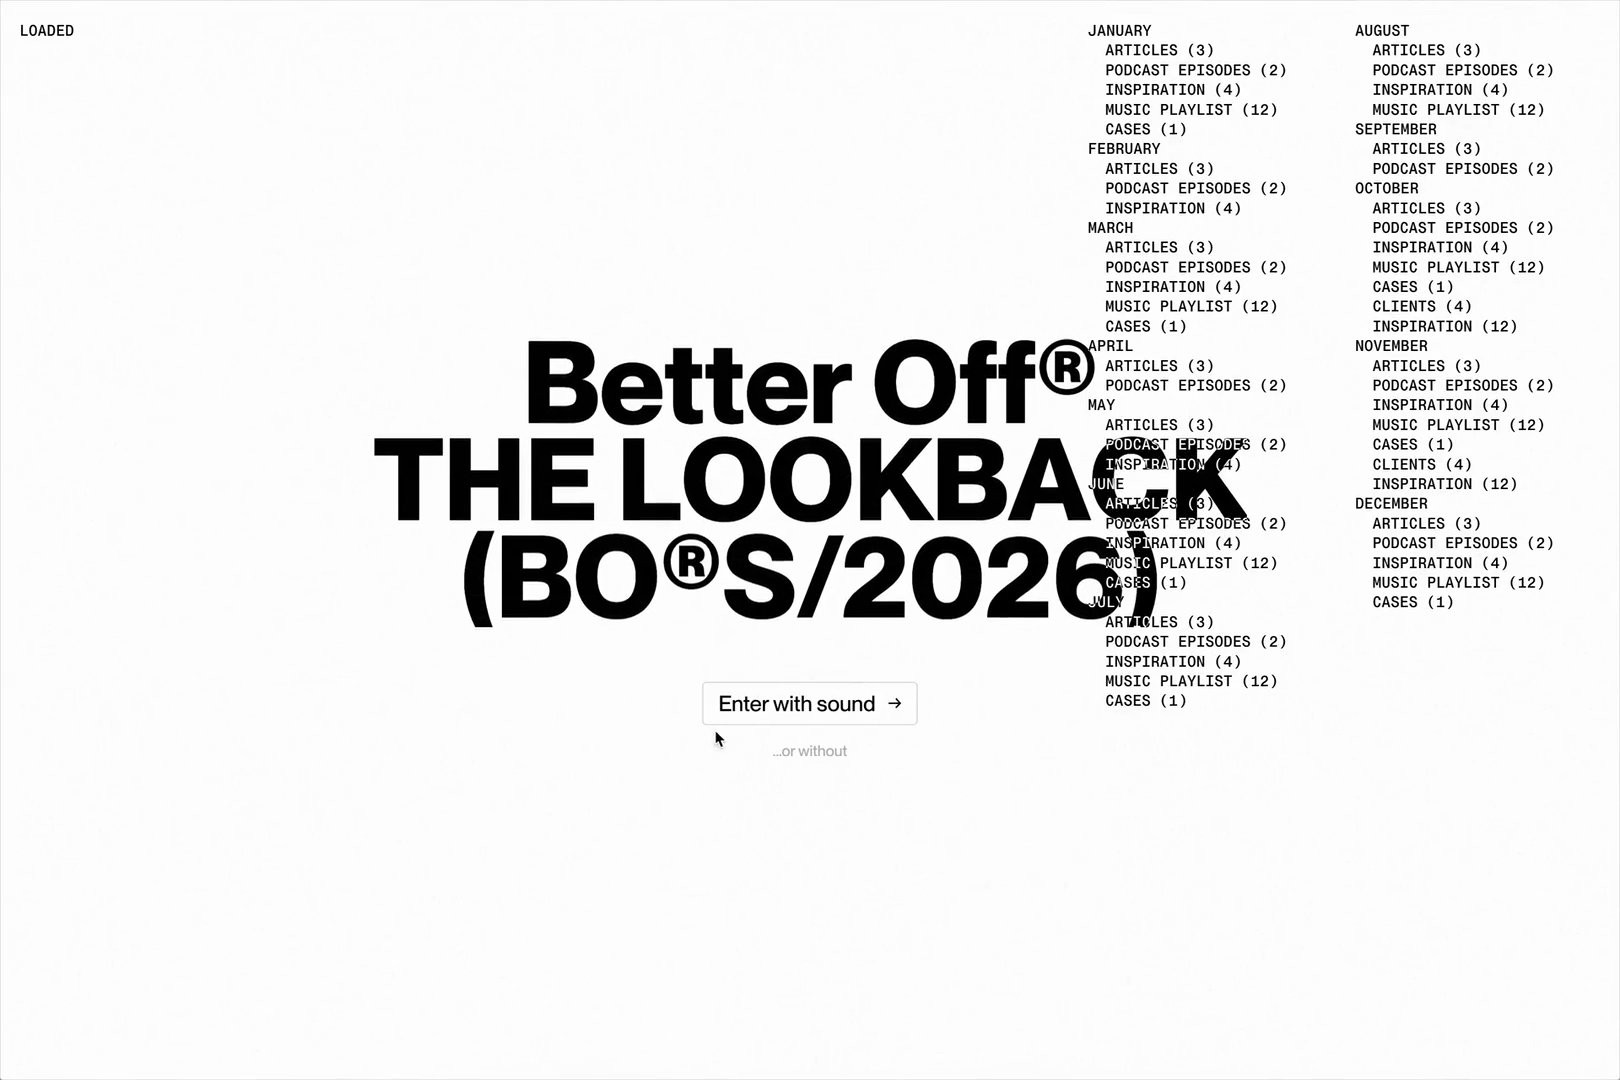 LOADED
Better Off®
THE LOOKBACK
(BO®S/2026)
Enter with sound →
...or without
JANUARY
ARTICLES (3)
PODCAST EPISODES (2)
INSPIRATION (4)
MUSIC PLAYLIST (12)
CASES (1)
FEBRUARY
ARTICLES (3)
PODCAST EPISODES (2)
INSPIRATION (4)
MARCH
ARTICLES (3)
PODCAST EPISODES (2)
INSPIRATION (4)
MUSIC PLAYLIST (12)
CASES (1)
APRIL
ARTICLES (3)
PODCAST EPISODES (2)
MAY
ARTICLES (3)
PODCAST EPISODES (2)
INSPIRATION (4)
JUNE
ARTICLES (3)
PODCAST EPISODES (2)
INSPIRATION (4)
MUSIC PLAYLIST (12)
CASES (1)
JULY
ARTICLES (3)
PODCAST EPISODES (2)
INSPIRATION (4)
MUSIC PLAYLIST (12)
CASES (1)
AUGUST
ARTICLES (3)
PODCAST EPISODES (2)
INSPIRATION (4)
MUSIC PLAYLIST (12)
SEPTEMBER
ARTICLES (3)
PODCAST EPISODES (2)
OCTOBER
ARTICLES (3)
PODCAST EPISODES (2)
INSPIRATION (4)
MUSIC PLAYLIST (12)
CASES (1)
CLIENTS (4)
INSPIRATION (12)
NOVEMBER
ARTICLES (3)
PODCAST EPISODES (2)
INSPIRATION (4)
MUSIC PLAYLIST (12)
CASES (1)
CLIENTS (4)
INSPIRATION (12)
DECEMBER
ARTICLES (3)
PODCAST EPISODES (2)
INSPIRATION (4)
MUSIC PLAYLIST (12)
CASES (1)